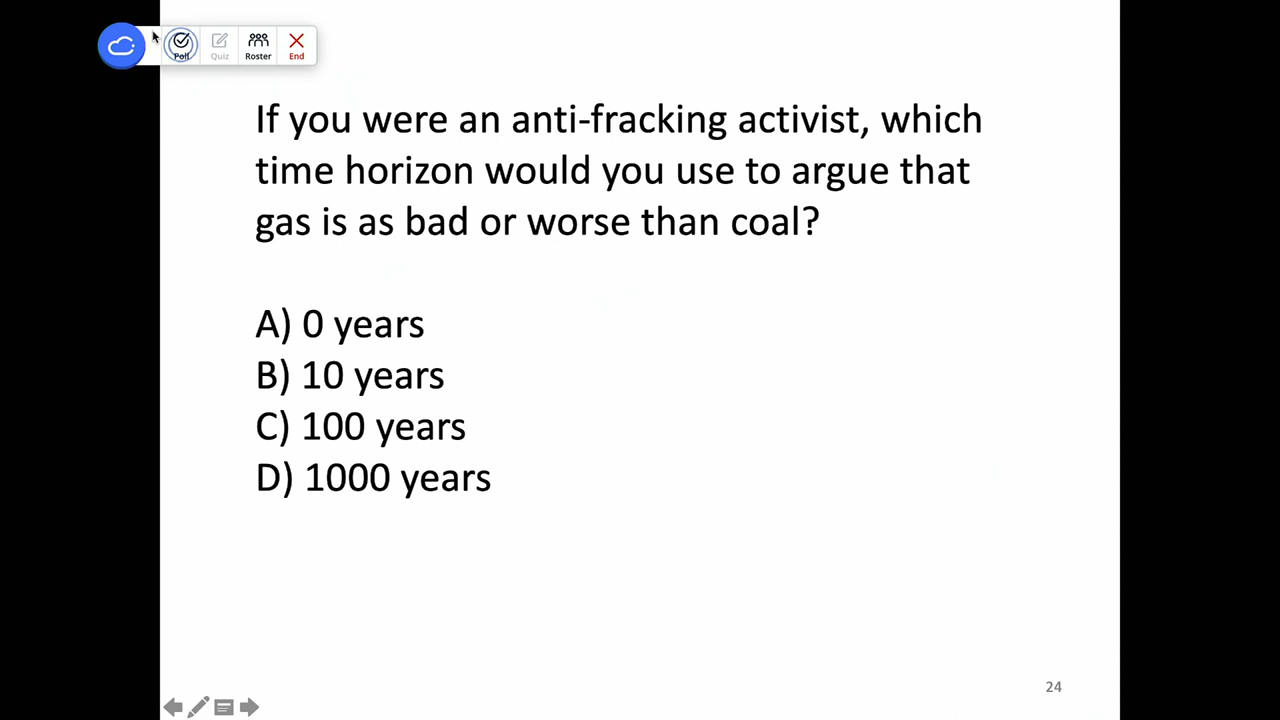 Poll
Quiz
Roster
End
If you were an anti-fracking activist, which
time horizon would you use to argue that
gas is as bad or worse than coal?
A) 0 years
B) 10 years
C) 100 years
D) 1000 years
24